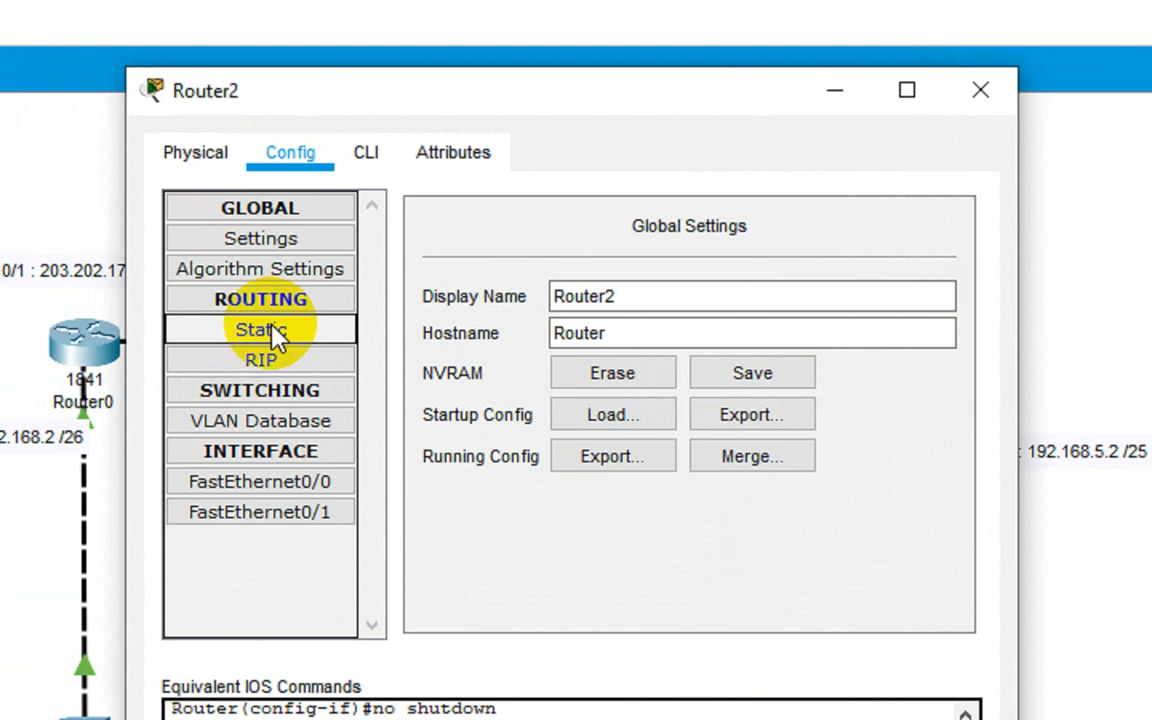 Router2
Physical
Config
CLI
Attributes
GLOBAL
Settings
Algorithm Settings
ROUTING
Static
RIP
SWITCHING
VLAN Database
INTERFACE
FastEthernet0/0
FastEthernet0/1
Global Settings
Display Name Router2
Hostname Router
NVRAM Erase Save
Startup Config Load... Export...
Running Config Export... Merge...
Equivalent IOS Commands
Router(config-if)#no shutdown
0/1 : 203.202.17
1841
Router0
2.168.2 /26
: 192.168.5.2 /25